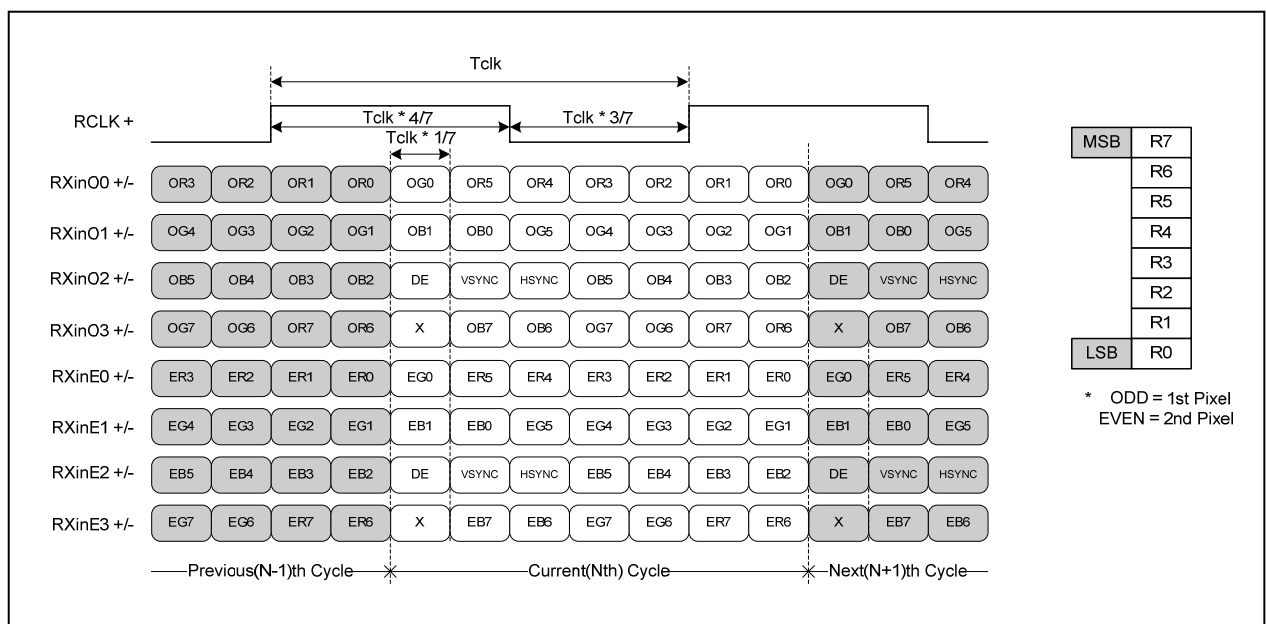 Tclk
RCLK +
Tclk * 4/7
Tclk * 3/7
Tclk * 1/7
RXinO0 +/- OR3 OR2 OR1 OR0 OG0 OR5 OR4 OR3 OR2 OR1 OR0 OG0 OR5 OR4
RXinO1 +/- OG4 OG3 OG2 OG1 OB1 OB0 OG5 OG4 OG3 OG2 OG1 OB1 OB0 OG5
RXinO2 +/- OB5 OB4 OB3 OB2 DE VSYNC HSYNC OB5 OB4 OB3 OB2 DE VSYNC HSYNC
RXinO3 +/- OG7 OG6 OR7 OR6 X OB7 OB6 OG7 OG6 OR7 OR6 X OB7 OB6
RXinE0 +/- ER3 ER2 ER1 ER0 EG0 ER5 ER4 ER3 ER2 ER1 ER0 EG0 ER5 ER4
RXinE1 +/- EG4 EG3 EG2 EG1 EB1 EB0 EG5 EG4 EG3 EG2 EG1 EB1 EB0 EG5
RXinE2 +/- EB5 EB4 EB3 EB2 DE VSYNC HSYNC EB5 EB4 EB3 EB2 DE VSYNC HSYNC
RXinE3 +/- EG7 EG6 ER7 ER6 X EB7 EB6 EG7 EG6 ER7 ER6 X EB7 EB6
Previous(N-1)th Cycle Current(Nth) Cycle Next(N+1)th Cycle
MSB R7
R6
R5
R4
R3
R2
R1
LSB R0
* ODD = 1st Pixel
EVEN = 2nd Pixel